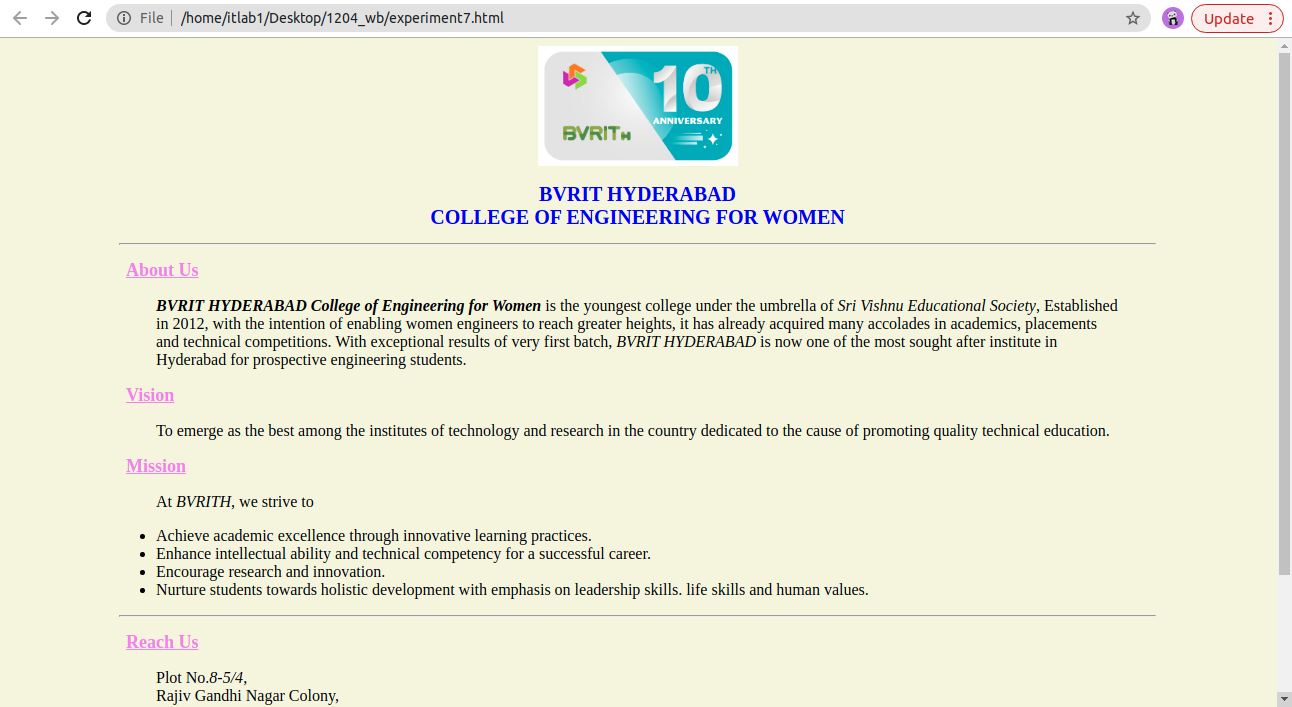 File | /home/itlab1/Desktop/1204_wb/experiment7.html
Update
10TH
ANNIVERSARY
BVRITH
BVRIT HYDERABAD
COLLEGE OF ENGINEERING FOR WOMEN
About Us
BVRIT HYDERABAD College of Engineering for Women is the youngest college under the umbrella of Sri Vishnu Educational Society, Established
in 2012, with the intention of enabling women engineers to reach greater heights, it has already acquired many accolades in academics, placements
and technical competitions. With exceptional results of very first batch, BVRIT HYDERABAD is now one of the most sought after institute in
Hyderabad for prospective engineering students.
Vision
To emerge as the best among the institutes of technology and research in the country dedicated to the cause of promoting quality technical education.
Mission
At BVRITH, we strive to
• Achieve academic excellence through innovative learning practices.
• Enhance intellectual ability and technical competency for a successful career.
• Encourage research and innovation.
• Nurture students towards holistic development with emphasis on leadership skills. life skills and human values.
Reach Us
Plot No.8-5/4,
Rajiv Gandhi Nagar Colony,